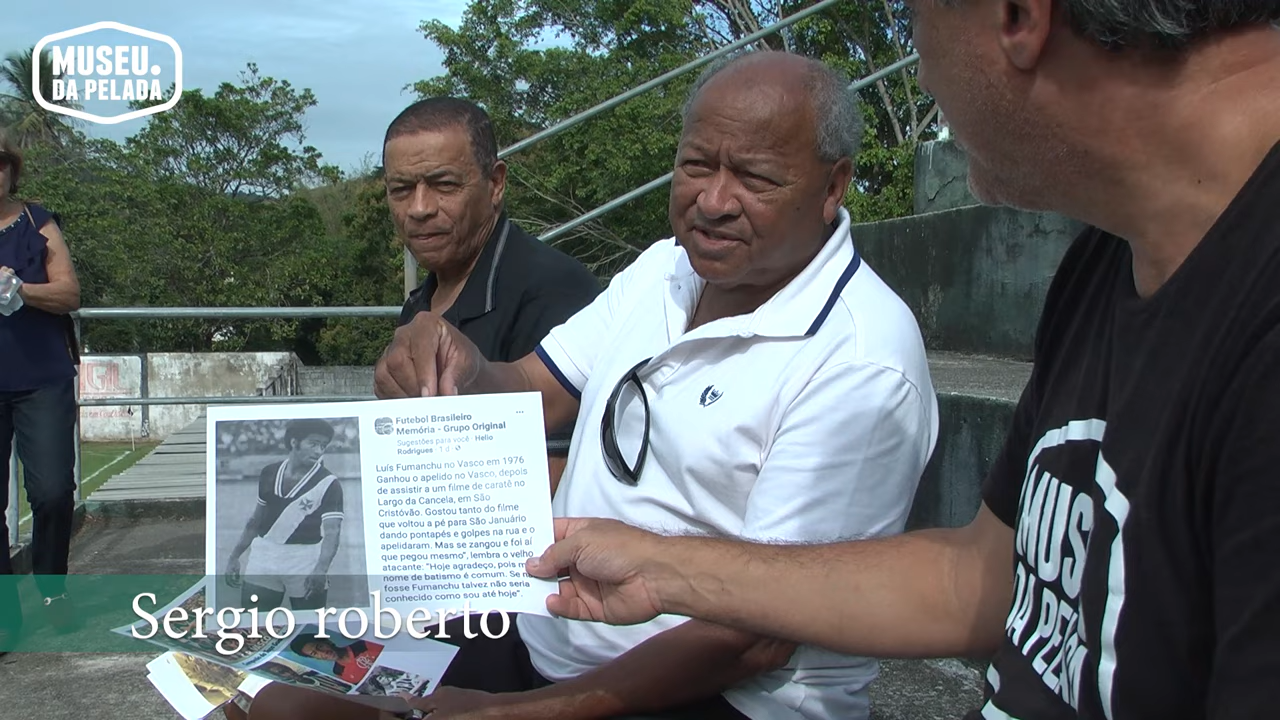 MUSEU.
DA PELADA
Futebol Brasileiro
Memória - Grupo Original
Sugestões para você · Helio
Rodrigues · 1 d ·
Luís Fumanchu no Vasco em 1976
Ganhou o apelido no Vasco, depois
de assistir a um filme de caratê no
Largo da Cancela, em São
Cristóvão. Gostou tanto do filme
que voltou a pé para São Januário
dando pontapés e golpes na rua e o
apelidaram. Mas se zangou e foi aí
que pegou mesmo", lembra o velho
atacante: "Hoje agradeço, pois m
nome de batismo é comum. Se n
fosse Fumanchu talvez não seria
conhecido como sou até hoje".
Sergio roberto
MUS
DA PELA